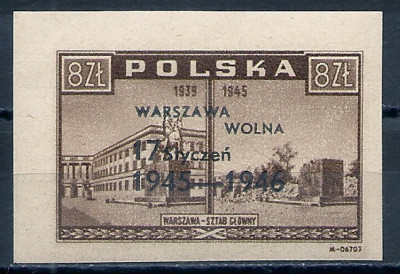 8ZŁ POLSKA 8ZŁ
1939 1945
WARSZAWA
WOLNA
17 Styczeń
1945—1946
WARSZAWA – SZTAB GŁÓWNY
M-06707